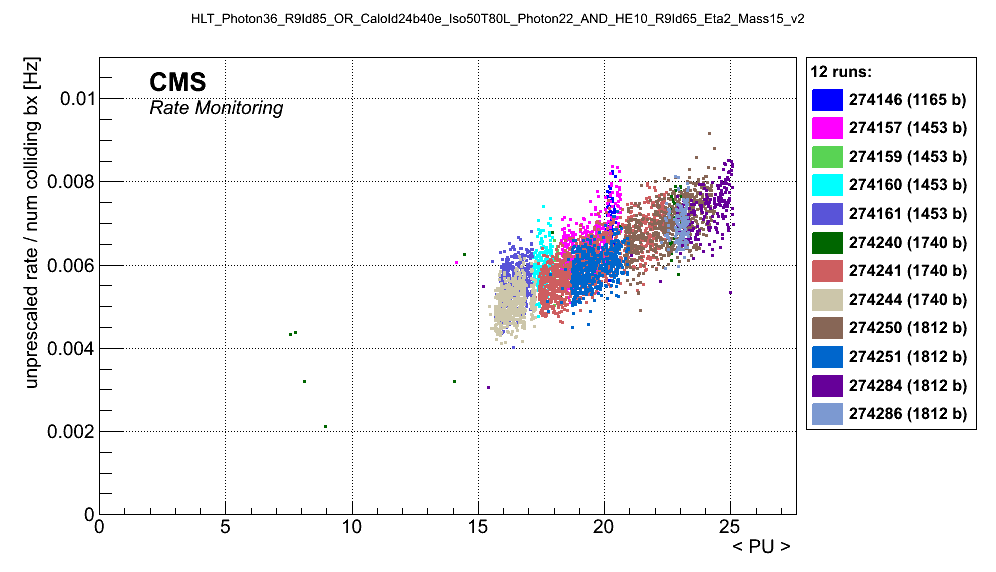 HLT_Photon36_R9Id85_OR_CaloId24b40e_Iso50T80L_Photon22_AND_HE10_R9Id65_Eta2_Mass15_v2
unprescaled rate / num colliding bx [Hz]
CMS
Rate Monitoring
0.01
0.008
0.006
0.004
0.002
0
0 5 10 15 20 25
< PU >
12 runs:
274146 (1165 b)
274157 (1453 b)
274159 (1453 b)
274160 (1453 b)
274161 (1453 b)
274240 (1740 b)
274241 (1740 b)
274244 (1740 b)
274250 (1812 b)
274251 (1812 b)
274284 (1812 b)
274286 (1812 b)